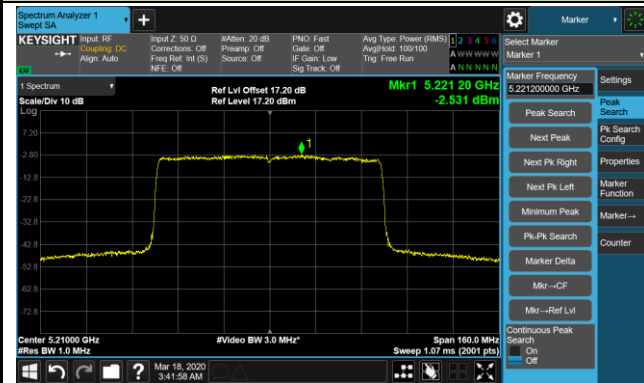 Spectrum Analyzer 1
Swept SA
Marker
KEYSIGHT
Input: RF
Coupling: DC
Align: Auto
Input Z: 50 Ω
Corrections: Off
Freq Ref: Int (S)
NFE: Off
#Atten: 20 dB
Preamp: Off
Source: Off
PNO: Fast
Gate: Off
IF Gain: Low
Sig Track: Off
Avg Type: Power (RMS)
Avg|Hold: 100/100
Trig: Free Run
1 2 3 4 5 6
A W W W W W
A N N N N N
Select Marker
Marker 1
1 Spectrum
Scale/Div 10 dB
Log
Ref Lvl Offset 17.20 dB
Ref Level 17.20 dBm
Mkr1 5.221 20 GHz
-2.531 dBm
Marker Frequency
5.221200000 GHz
Settings
Peak Search
Next Peak
Next Pk Right
Next Pk Left
Minimum Peak
Pk-Pk Search
Marker Delta
Mkr→CF
Mkr→Ref Lvl
Continuous Peak
Search
On
Off
Peak
Search
Pk Search
Config
Properties
Marker
Function
Marker→
Counter
7.20
-2.80
-12.8
-22.8
-32.8
-42.8
-52.8
-62.8
-72.8
1
Center 5.21000 GHz
#Res BW 1.0 MHz
#Video BW 3.0 MHz*
Span 160.0 MHz
Sweep 1.07 ms (2001 pts)
Mar 18, 2020
3:41:58 AM